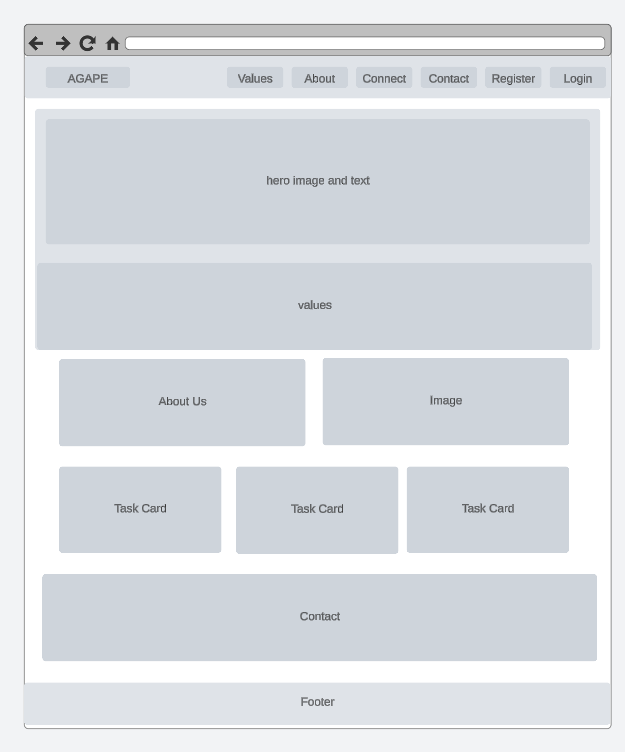 AGAPE
Values About Connect Contact Register Login
hero image and text
values
About Us
Image
Task Card
Task Card
Task Card
Contact
Footer